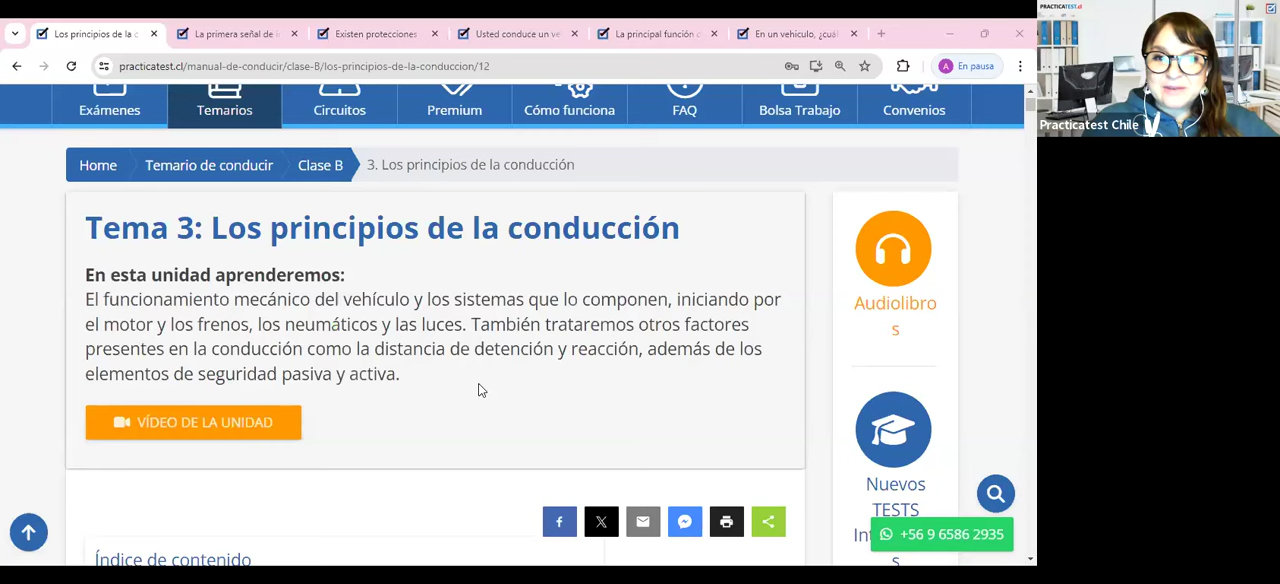 Los principios de la c
La primera señal de i
Existen protecciones
Usted conduce un ve
La principal función d
En un vehículo, ¿cuál
practicatest.cl/manual-de-conducir/clase-B/los-principios-de-la-conduccion/12
A En pausa
PRACTICATEST.cl
Practicatest Chile
Exámenes
Temarios
Circuitos
Premium
Cómo funciona
FAQ
Bolsa Trabajo
Convenios
Home
Temario de conducir
Clase B
3. Los principios de la conducción
Tema 3: Los principios de la conducción
En esta unidad aprenderemos:
El funcionamiento mecánico del vehículo y los sistemas que lo componen, iniciando por
el motor y los frenos, los neumáticos y las luces. También trataremos otros factores
presentes en la conducción como la distancia de detención y reacción, además de los
elementos de seguridad pasiva y activa.
VÍDEO DE LA UNIDAD
Audiolibro
s
Nuevos
TESTS
Int
s
+56 9 6586 2935
Índice de contenido